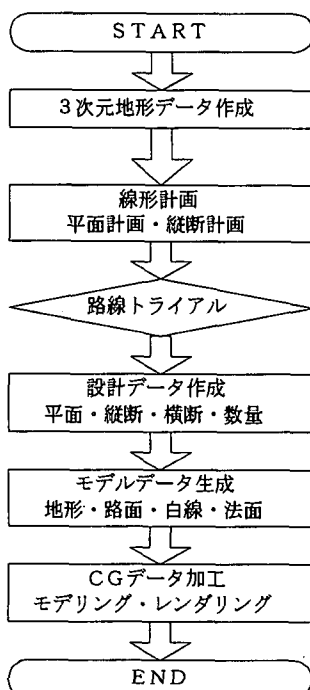 START
3次元地形データ作成
線形計画
平面計画・縦断計画
路線トライアル
設計データ作成
平面・縦断・横断・数量
モデルデータ生成
地形・路面・白線・法面
CGデータ加工
モデリング・レンダリング
END